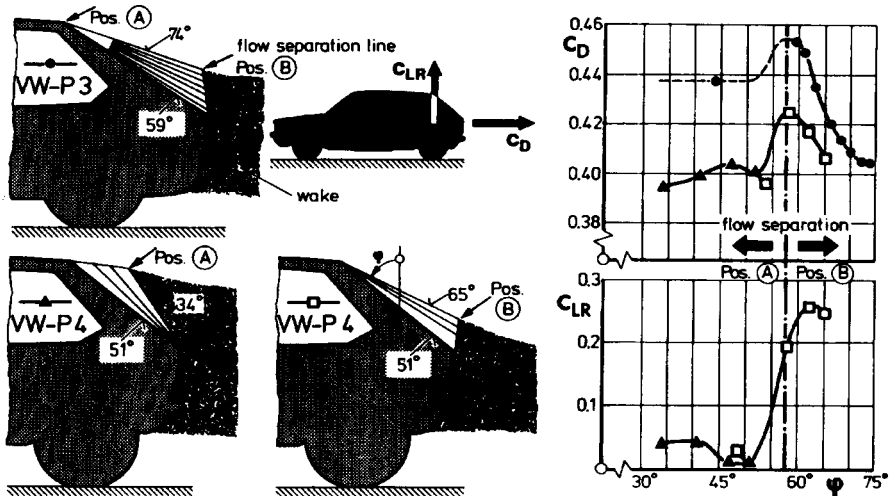 Pos. A
74°
flow separation line
Pos. B
VW-P3
59°
C_LR
C_D
wake
Pos. A
34°
VW-P4
51°
φ
65°
Pos. B
VW-P4
51°
0.46
C_D
0.44
0.42
0.40
0.38
flow separation
Pos. A
Pos. B
0.3
C_LR
0.2
0.1
0
30°
45°
60°
φ
75°